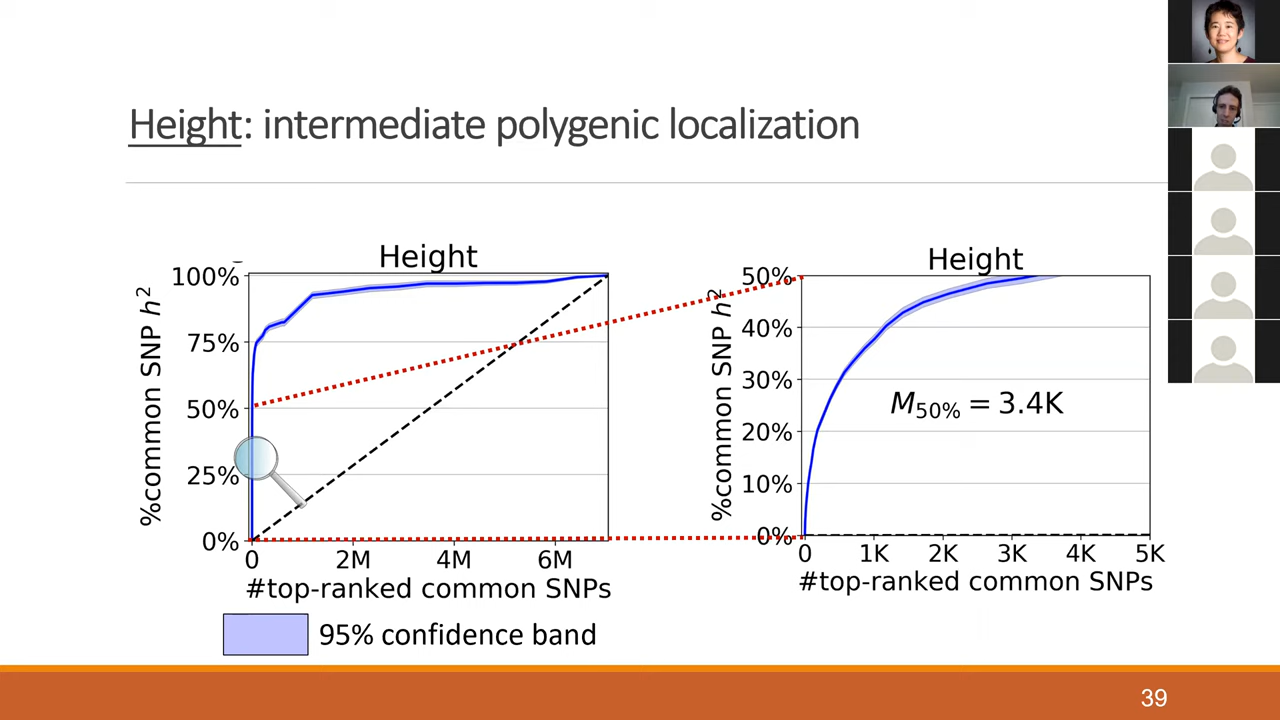 Height: intermediate polygenic localization
Height
100%
75%
50%
25%
0%
%common SNP h²
0 2M 4M 6M
#top-ranked common SNPs
95% confidence band
Height
50%
40%
30%
20%
10%
0%
%common SNP h²
M50% = 3.4K
0 1K 2K 3K 4K 5K
#top-ranked common SNPs
39